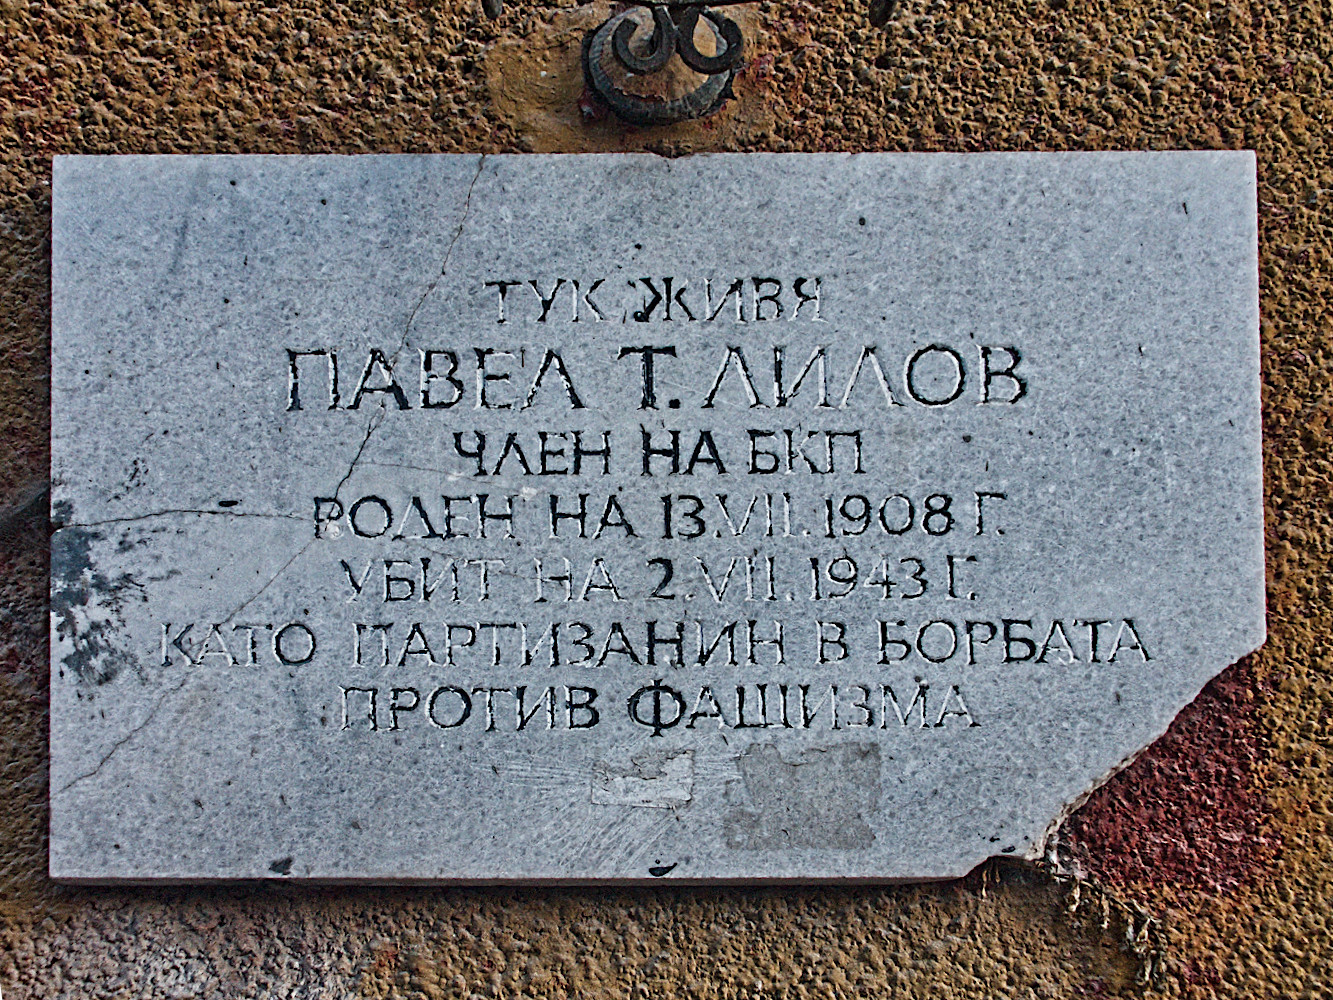 ТУК ЖИВЯ
ПАВЕЛ Т. ЛИЛОВ
ЧЛЕН НА БКП
РОДЕН НА 13.VII.1908 Г.
УБИТ НА 2.VII.1943 Г.
КАТО ПАРТИЗАНИН В БОРБАТА
ПРОТИВ ФАШИЗМА